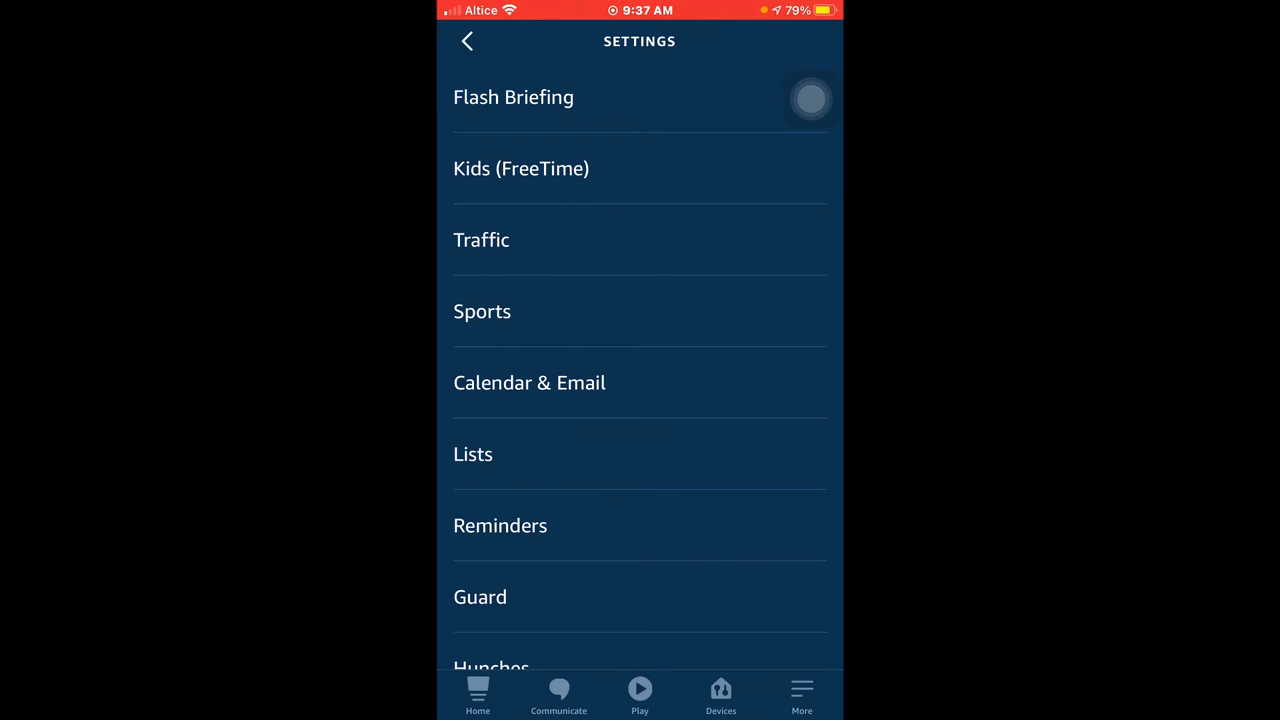 Altice 9:37 AM 79%
SETTINGS
Flash Briefing
Kids (FreeTime)
Traffic
Sports
Calendar & Email
Lists
Reminders
Guard
Hunches
Home Communicate Play Devices More